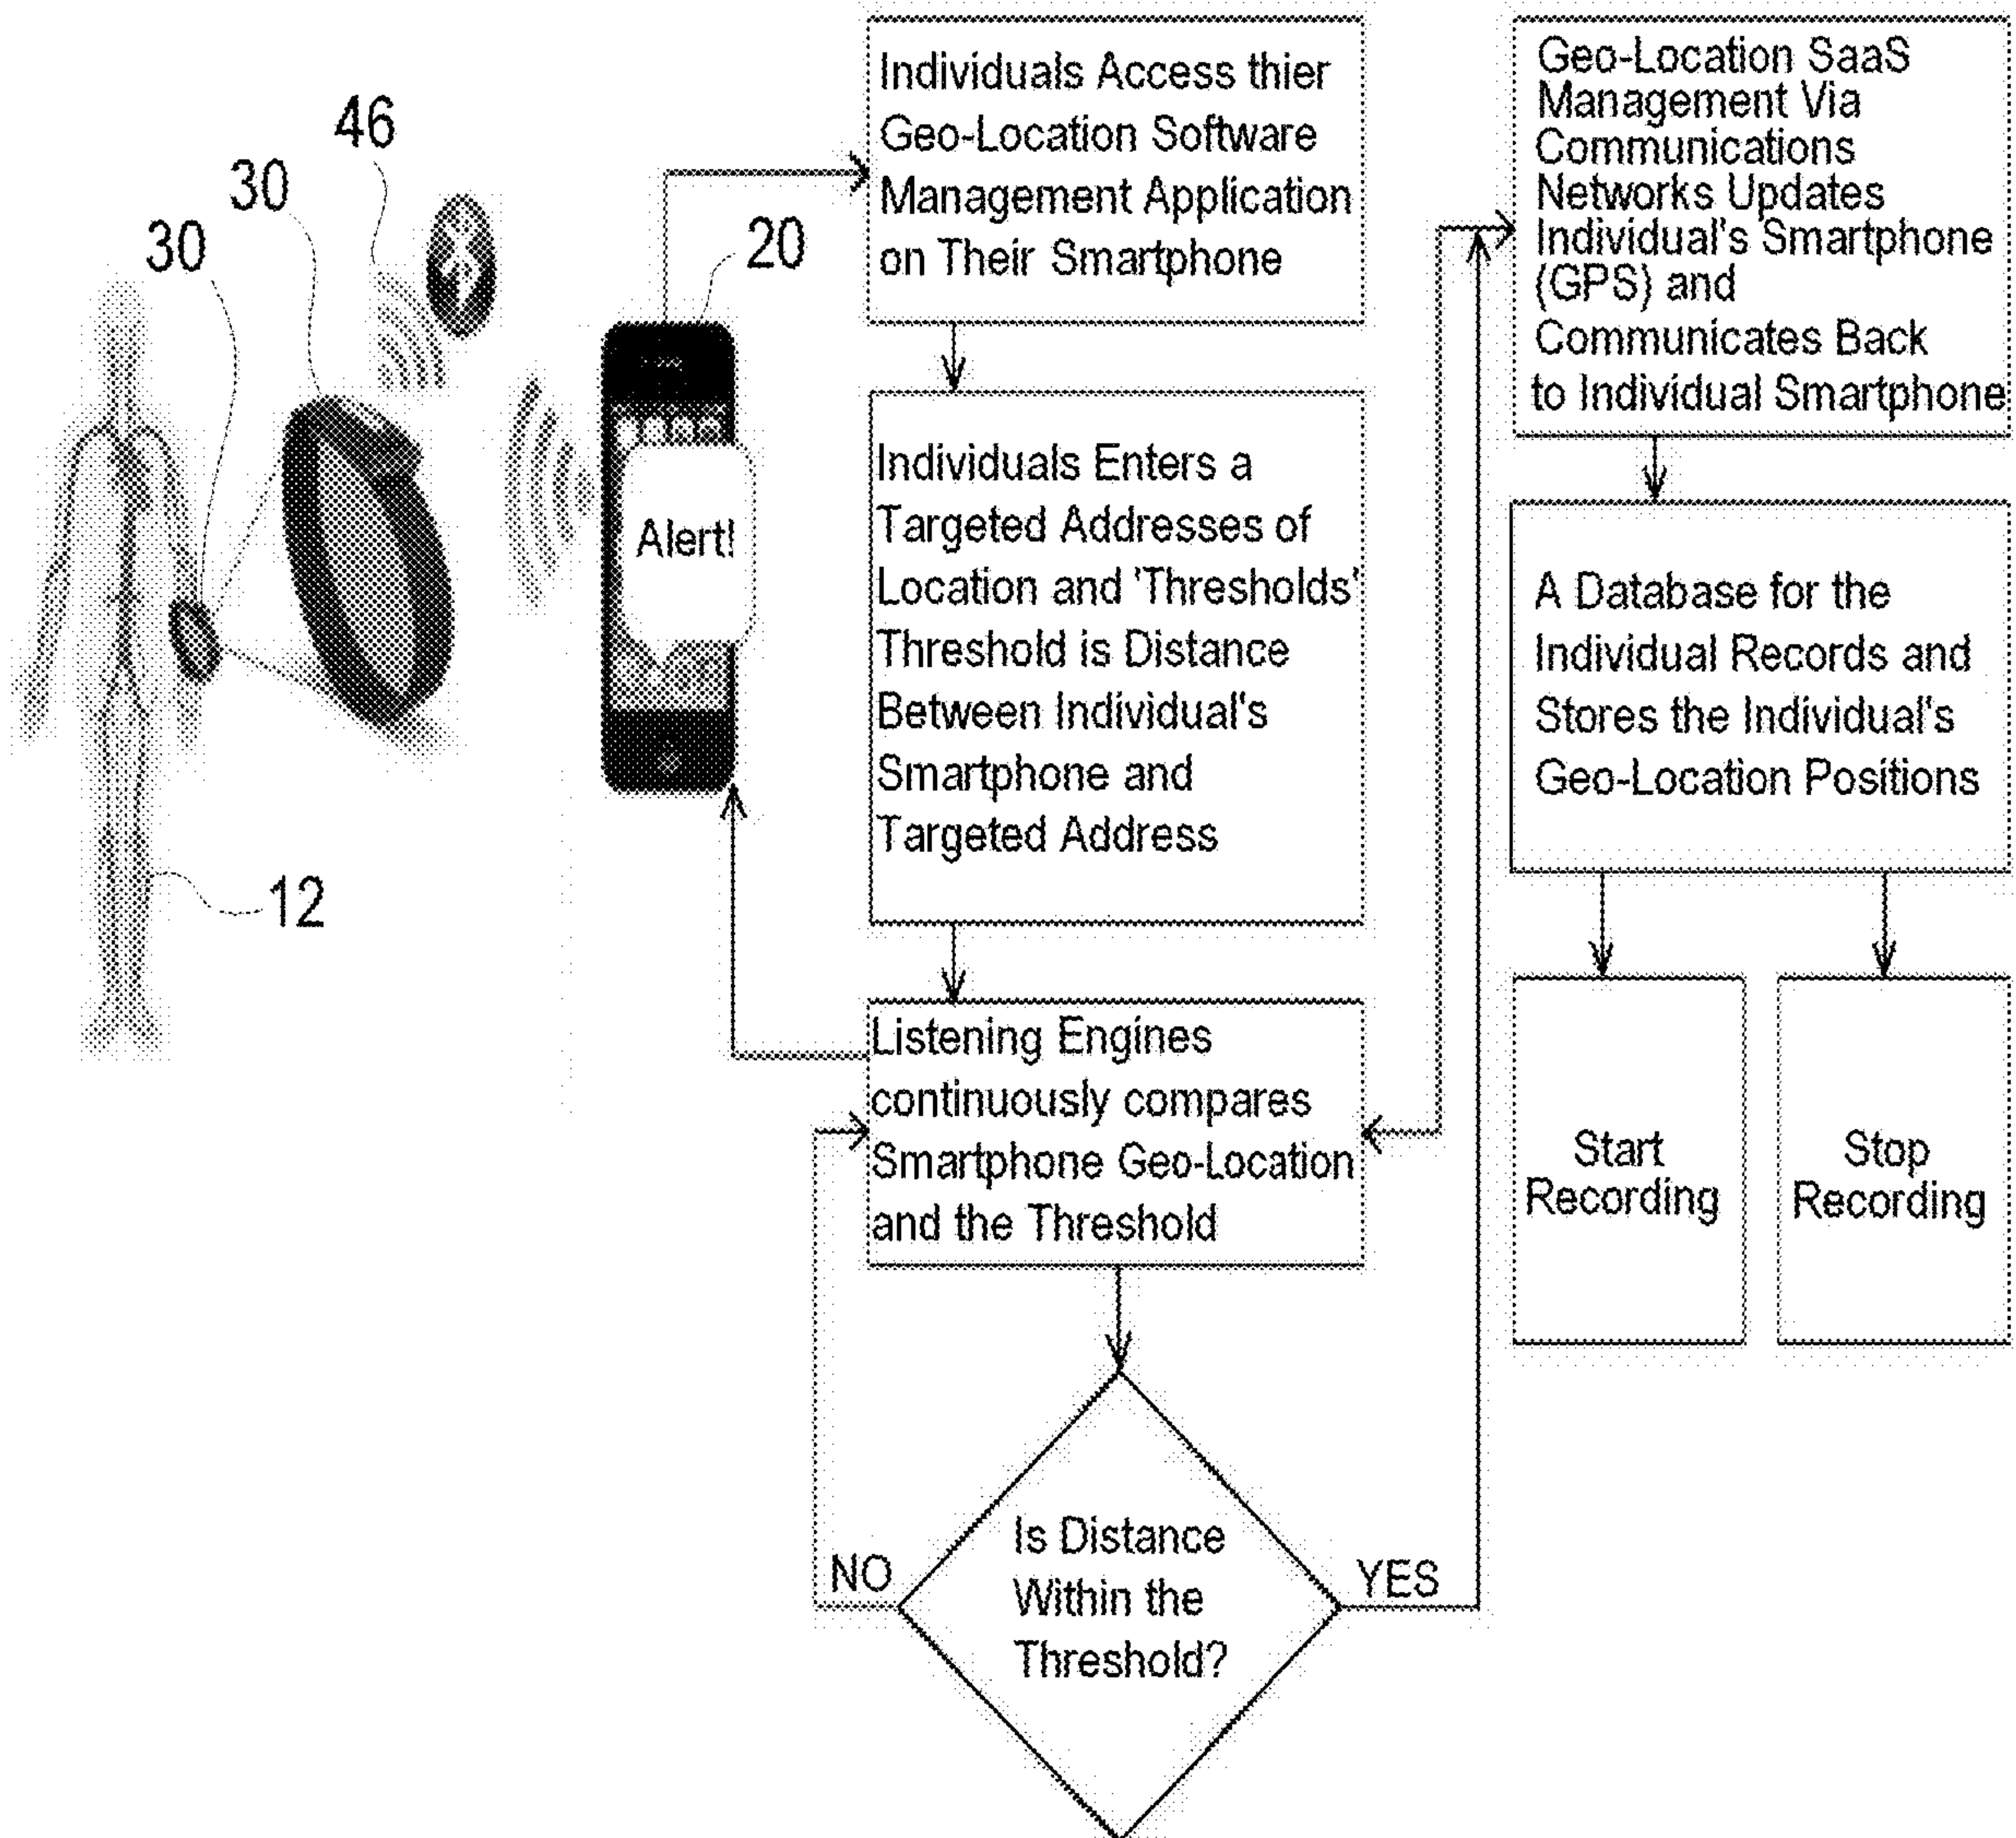 46
30
30
20
12
Alert!
Individuals Access thier
Geo-Location Software
Management Application
on Their Smartphone
Individuals Enters a
Targeted Addresses of
Location and 'Thresholds'
Threshold is Distance
Between Individual's
Smartphone and
Targeted Address
Listening Engines
continuously compares
Smartphone Geo-Location
and the Threshold
Is Distance
Within the
Threshold?
NO
YES
Geo-Location SaaS
Management Via
Communications
Networks Updates
Individual's Smartphone
(GPS) and
Communicates Back
to Individual Smartphone
A Database for the
Individual Records and
Stores the Individual's
Geo-Location Positions
Start
Recording
Stop
Recording